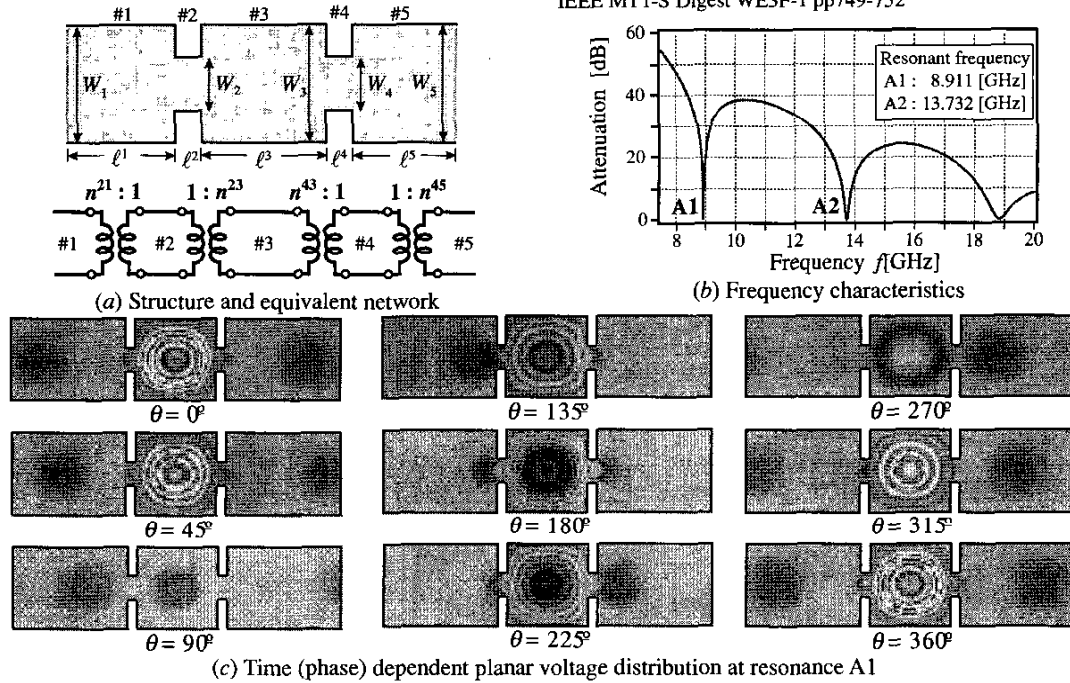 IEEE MTT-S Digest WE3F-1 pp749-752
#1 #2 #3 #4 #5
W₁ W₂ W₃ W₄ W₅
ℓ¹ ℓ² ℓ³ ℓ⁴ ℓ⁵
n²¹ : 1 1 : n²³ n⁴³ : 1 1 : n⁴⁵
#1 #2 #3 #4 #5
(a) Structure and equivalent network
60
40
20
0
Attenuation [dB]
Resonant frequency
A1 : 8.911 [GHz]
A2 : 13.732 [GHz]
A1 A2
8 10 12 14 16 18 20
Frequency f[GHz]
(b) Frequency characteristics
θ = 0º θ = 135º θ = 270º
θ = 45º θ = 180º θ = 315º
θ = 90º θ = 225º θ = 360º
(c) Time (phase) dependent planar voltage distribution at resonance A1